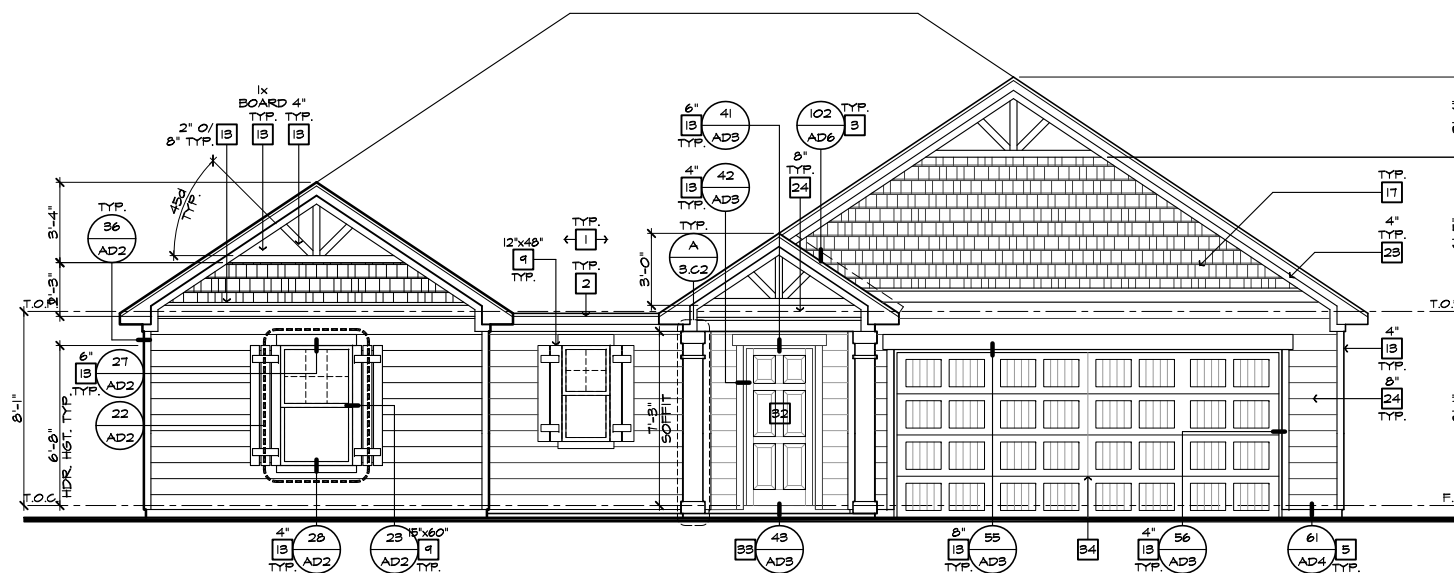 1x
BOARD 4"
TYP. TYP.
13 13
2" O/
8" TYP.
13
45d
TYP.
3'-4"
TYP.
36
AD2
T.O.C.
8'-1"
6'-8"
HDR. HGT. TYP.
6"
13
TYP.
27
AD2
22
AD2
4"
13
TYP.
28
AD2
23
AD2
15"x60"
9
TYP.
12"x48"
9
TYP.
TYP.
1
TYP.
2
3'-0"
TYP.
A
3.C2
7'-3"
SOFFIT
6"
13
TYP.
41
AD3
4"
13
TYP.
42
AD3
8"
TYP.
24
102
AD6
TYP.
3
32
33
43
AD3
8"
13
TYP.
55
AD3
34
4"
13
TYP.
56
AD3
61
AD4
5
TYP.
TYP.
17
4"
TYP.
23
4"
13
TYP.
8"
24
TYP.